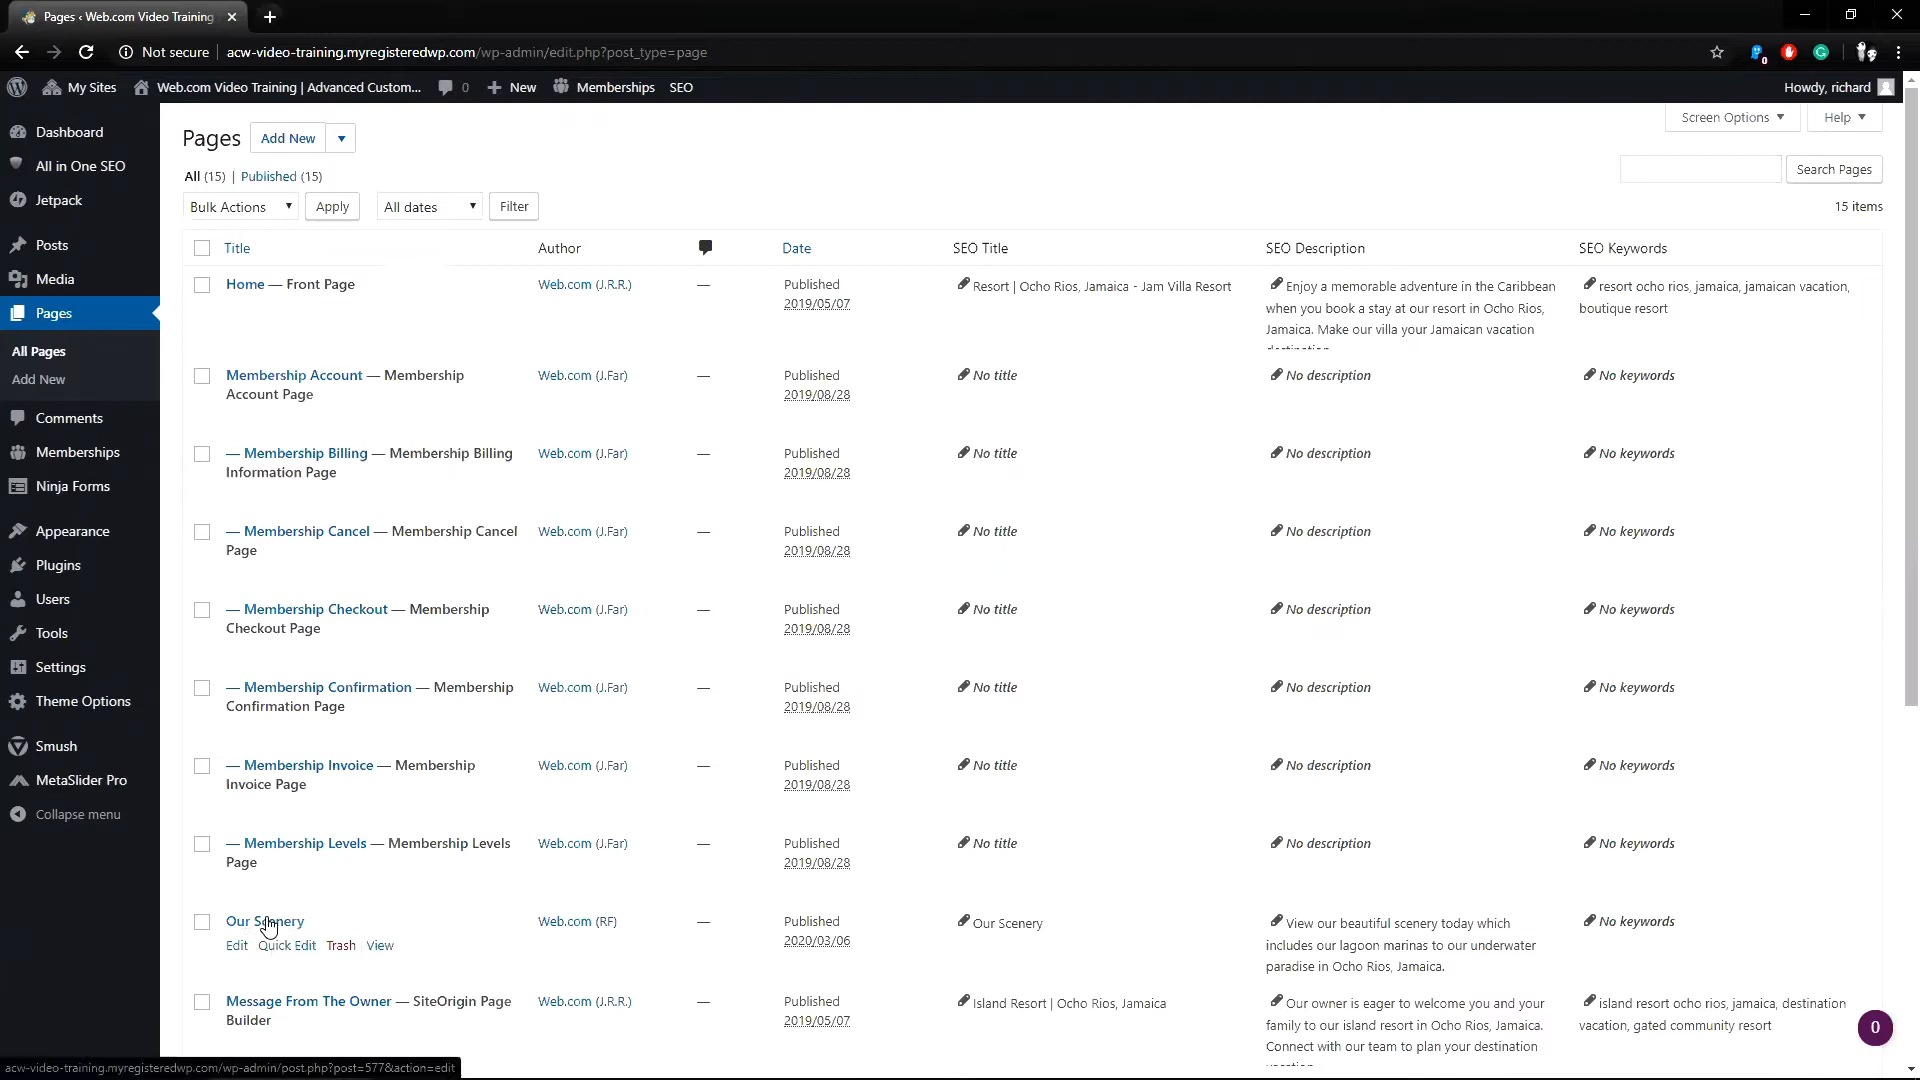 Pages ‹ Web.com Video Training
Not secure | acw-video-training.myregisteredwp.com/wp-admin/edit.php?post_type=page
My Sites Web.com Video Training | Advanced Custom... 0 New Memberships SEO Howdy, richard
Dashboard
All in One SEO
Jetpack
Posts
Media
Pages
All Pages
Add New
Comments
Memberships
Ninja Forms
Appearance
Plugins
Users
Tools
Settings
Theme Options
Smush
MetaSlider Pro
Collapse menu
Screen Options Help
Pages Add New
All (15) | Published (15)
Search Pages
Bulk Actions Apply All dates Filter 15 items
Title Author Date SEO Title SEO Description SEO Keywords
Home — Front Page Web.com (J.R.R.) — Published Resort | Ocho Rios, Jamaica - Jam Villa Resort Enjoy a memorable adventure in the Caribbean resort ocho rios, jamaica, jamaican vacation,
2019/05/07 when you book a stay at our resort in Ocho Rios, boutique resort
Jamaica. Make our villa your Jamaican vacation
destination
Membership Account — Membership Web.com (J.Far) — Published No title No description No keywords
Account Page 2019/08/28
— Membership Billing — Membership Billing Web.com (J.Far) — Published No title No description No keywords
Information Page 2019/08/28
— Membership Cancel — Membership Cancel Web.com (J.Far) — Published No title No description No keywords
Page 2019/08/28
— Membership Checkout — Membership Web.com (J.Far) — Published No title No description No keywords
Checkout Page 2019/08/28
— Membership Confirmation — Membership Web.com (J.Far) — Published No title No description No keywords
Confirmation Page 2019/08/28
— Membership Invoice — Membership Web.com (J.Far) — Published No title No description No keywords
Invoice Page 2019/08/28
— Membership Levels — Membership Levels Web.com (J.Far) — Published No title No description No keywords
Page 2019/08/28
Our Scenery Web.com (RF) — Published Our Scenery View our beautiful scenery today which No keywords
Edit Quick Edit Trash View 2020/03/06 includes our lagoon marinas to our underwater
paradise in Ocho Rios, Jamaica.
Message From The Owner — SiteOrigin Page Web.com (J.R.R.) — Published Island Resort | Ocho Rios, Jamaica Our owner is eager to welcome you and your island resort ocho rios, jamaica, destination
Builder 2019/05/07 family to our island resort in Ocho Rios, Jamaica. vacation, gated community resort
Connect with our team to plan your destination
0
acw-video-training.myregisteredwp.com/wp-admin/post.php?post=577&action=edit